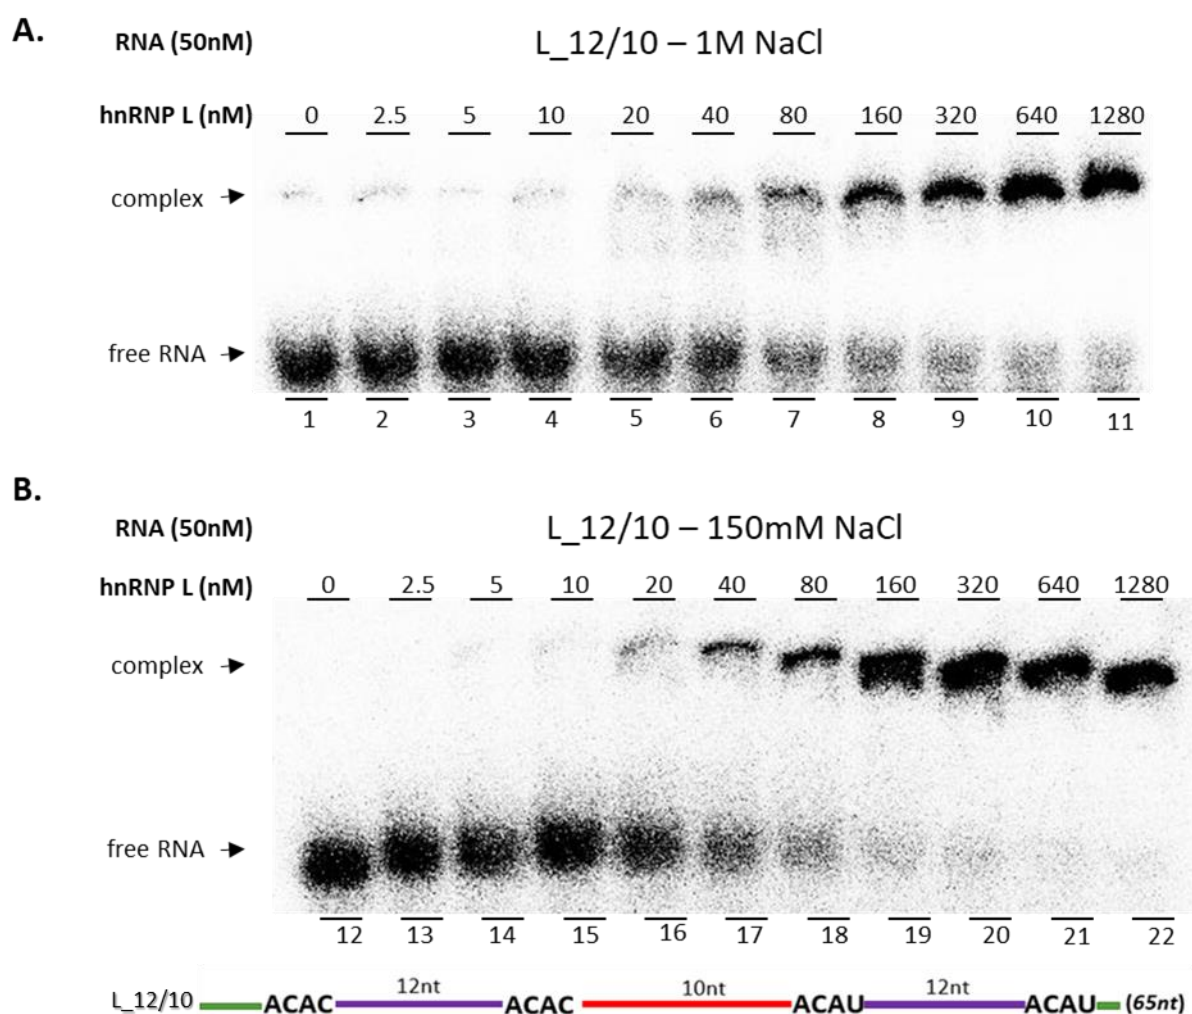 A.
RNA (50nM) L_12/10 – 1M NaCl
hnRNP L (nM) 0 2.5 5 10 20 40 80 160 320 640 1280
complex
free RNA
1 2 3 4 5 6 7 8 9 10 11
B.
RNA (50nM) L_12/10 – 150mM NaCl
hnRNP L (nM) 0 2.5 5 10 20 40 80 160 320 640 1280
complex
free RNA
12 13 14 15 16 17 18 19 20 21 22
12nt 10nt 12nt
L_12/10 ACAC ACAC ACAU ACAU (65nt)